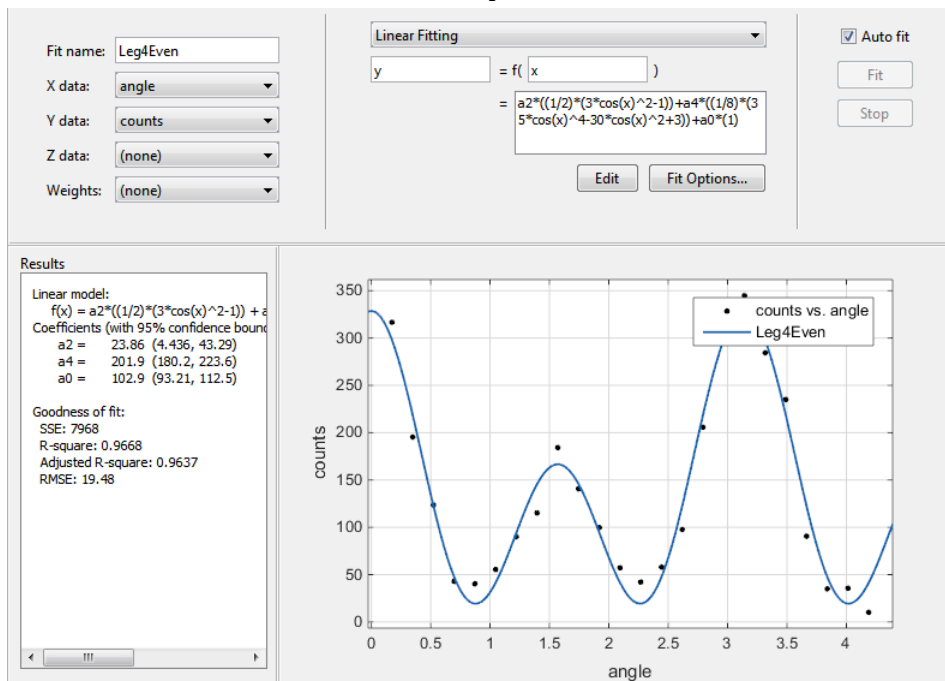 Fit name: Leg4Even
X data: angle
Y data: counts
Z data: (none)
Weights: (none)
Linear Fitting
y = f( x )
= a2*((1/2)*(3*cos(x)^2-1))+a4*((1/8)*(3
5*cos(x)^4-30*cos(x)^2+3))+a0*(1)
Edit Fit Options...
Auto fit
Fit
Stop
Results
Linear model:
f(x) = a2*((1/2)*(3*cos(x)^2-1)) + a
Coefficients (with 95% confidence bound
a2 = 23.86 (4.436, 43.29)
a4 = 201.9 (180.2, 223.6)
a0 = 102.9 (93.21, 112.5)
Goodness of fit:
SSE: 7968
R-square: 0.9668
Adjusted R-square: 0.9637
RMSE: 19.48
counts vs. angle
Leg4Even
350
300
250
200
150
100
50
0
counts
0 0.5 1 1.5 2 2.5 3 3.5 4
angle